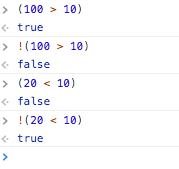 > (100 > 10)
< true
> !(100 > 10)
< false
> (20 < 10)
< false
> !(20 < 10)
< true
>